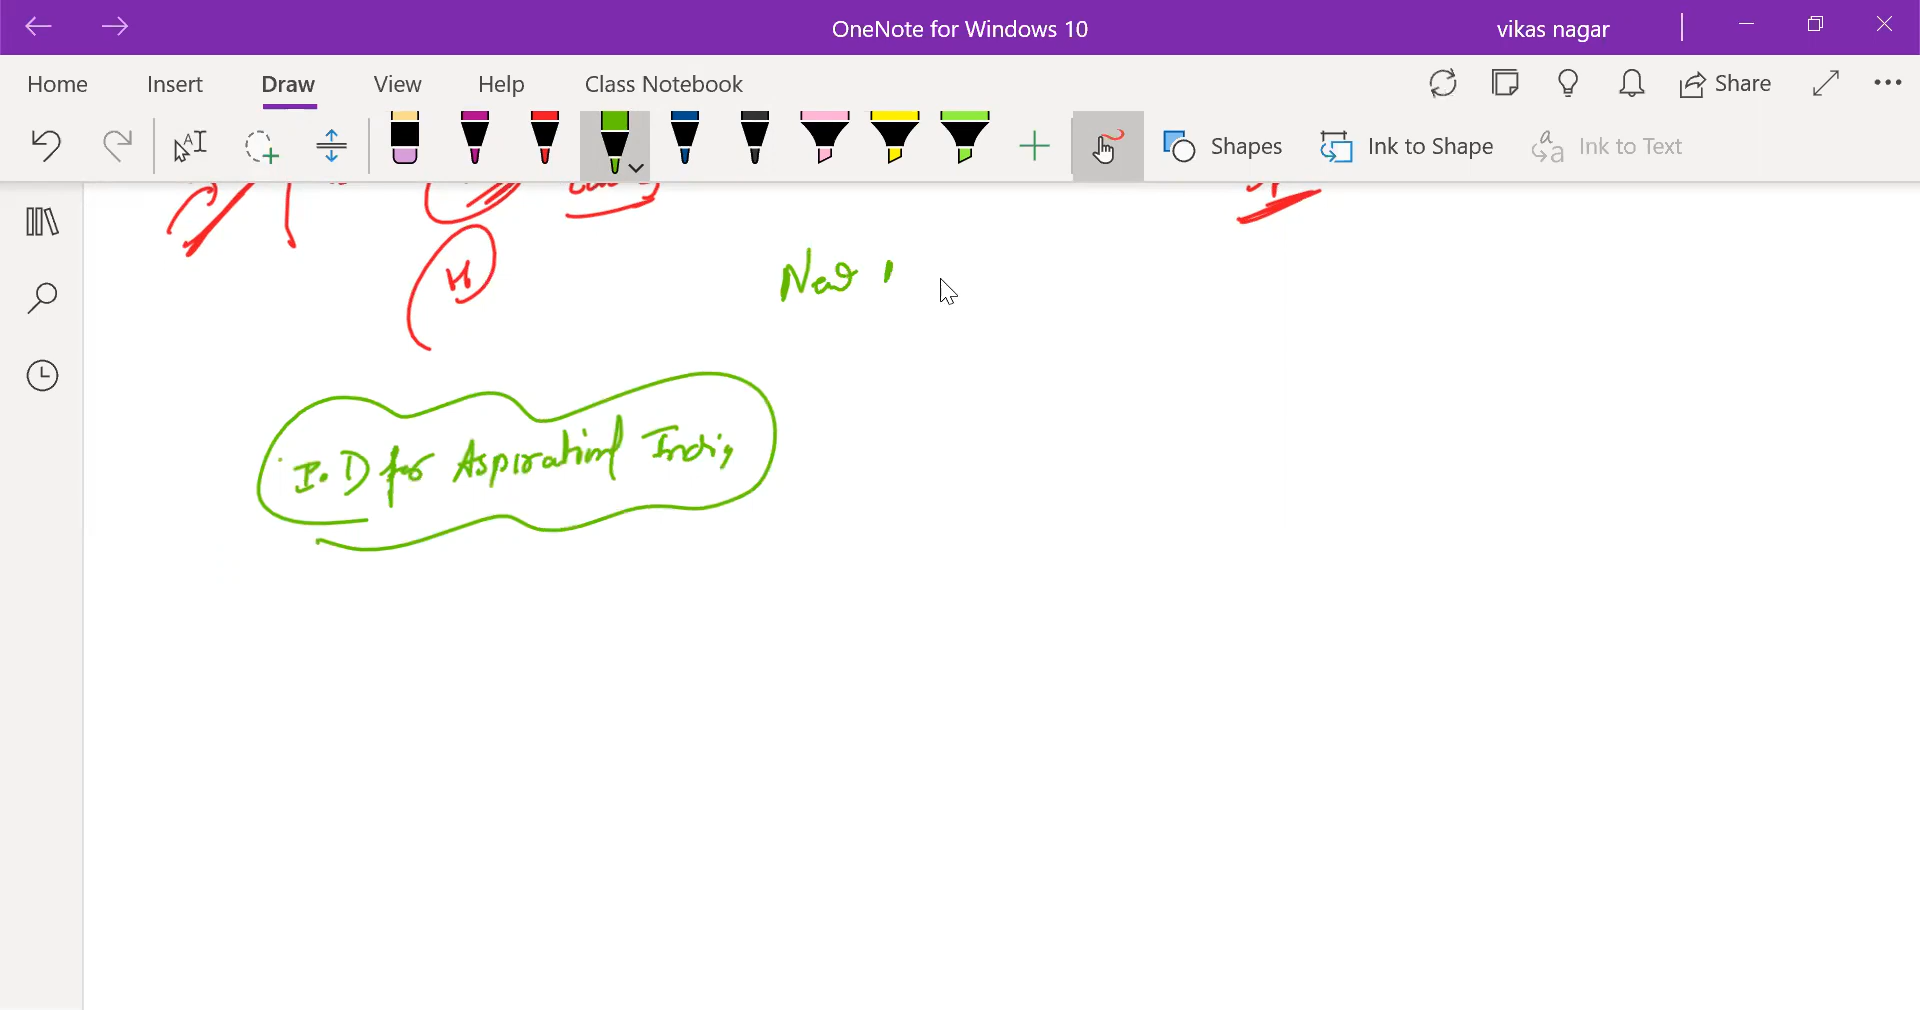 OneNote for Windows 10
vikas nagar
Home Insert Draw View Help Class Notebook
Share
Shapes
Ink to Shape
Ink to Text
H
I.D for Aspirational India